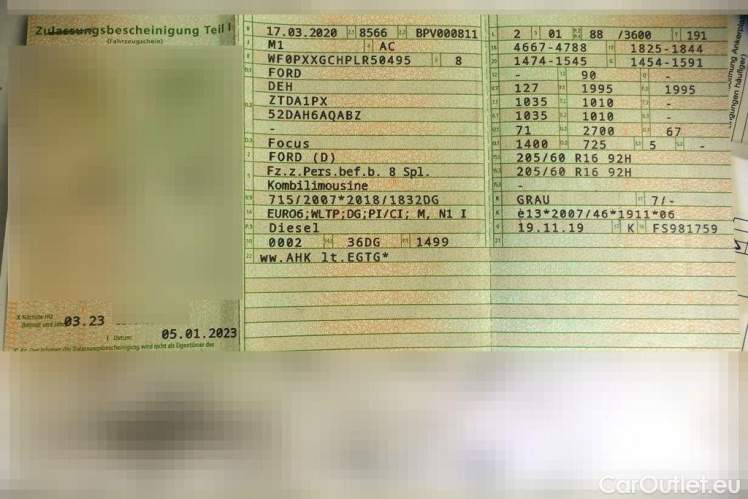 Zulassungsbescheinigung Teil I
(Fahrzeugschein)
17.03.2020 8566 BPV000811
M1 AC
WF0PXXGCHPLR50495 8
FORD
DEH
ZTDA1PX
52DAH6AQABZ
-
Focus
FORD (D)
Fz.z.Pers.bef.b. 8 Spl.
Kombilimousine
715/2007*2018/1832DG
EURO6;WLTP;DG;PI/CI; M, N1 I
Diesel
0002 36DG 1499
ww.AHK lt.EGTG*
2 01 88 /3600 191
4667-4788 1825-1844
1474-1545 1454-1591
- 90 -
127 1995 1995
1035 1010 -
1035 1010 -
71 2700 67
1400 725 5 -
205/60 R16 92H
205/60 R16 92H
-
GRAU 7/-
e13*2007/46*1911*06
19.11.19 K FS981759
03.23
Datum: 05.01.2023
CarOutlet.eu